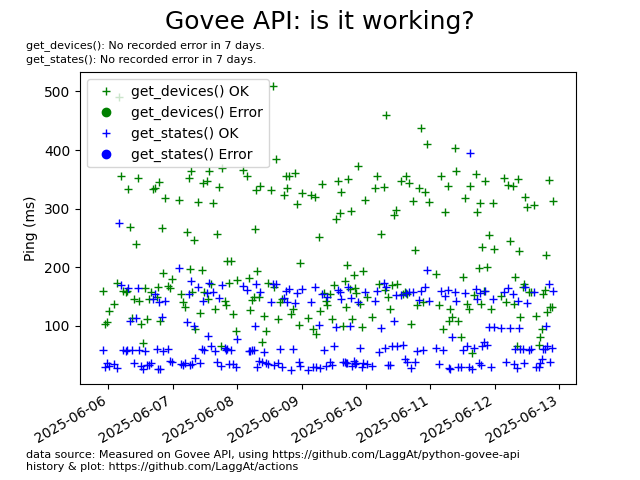 Govee API: is it working?
get_devices(): No recorded error in 7 days.
get_states(): No recorded error in 7 days.
get_devices() OK
get_devices() Error
get_states() OK
get_states() Error
Ping (ms)
500
400
300
200
100
2025-06-06
2025-06-07
2025-06-08
2025-06-09
2025-06-10
2025-06-11
2025-06-12
2025-06-13
data source: Measured on Govee API, using https://github.com/LaggAt/python-govee-api
history & plot: https://github.com/LaggAt/actions